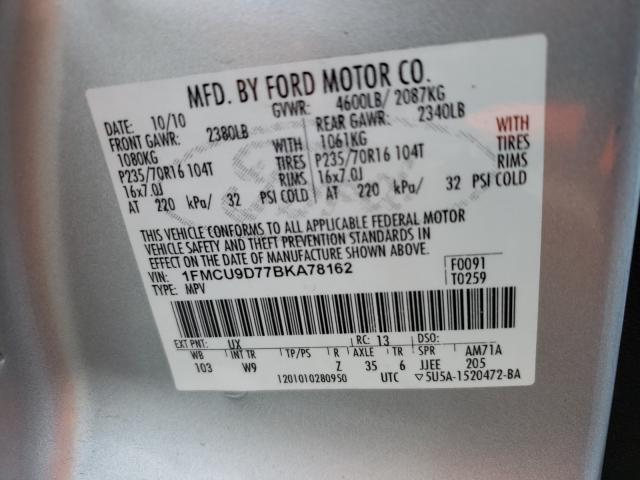 MFD. BY FORD MOTOR CO.
DATE: 10/10 GVWR: 4600LB/ 2087KG
FRONT GAWR: 2380LB REAR GAWR: 2340LB
1080KG WITH 1061KG WITH
P235/70R16 104T TIRES P235/70R16 104T TIRES
16x7.0J RIMS 16x7.0J RIMS
AT 220 kPa/ 32 PSI COLD AT 220 kPa/ 32 PSI COLD
THIS VEHICLE CONFORMS TO ALL APPLICABLE FEDERAL MOTOR
VEHICLE SAFETY AND THEFT PREVENTION STANDARDS IN
EFFECT ON THE DATE OF MANUFACTURE SHOWN ABOVE.
VIN: 1FMCU9D77BKA78162 F0091
TYPE: MPV T0259
EXT PNT: UX RC: 13 DSO:
WB INT TR TP/PS R AXLE TR SPR AM71A
103 W9 Z 35 6 JJEE 205
1201010280950 UTC ▽5U5A-1520472-BA